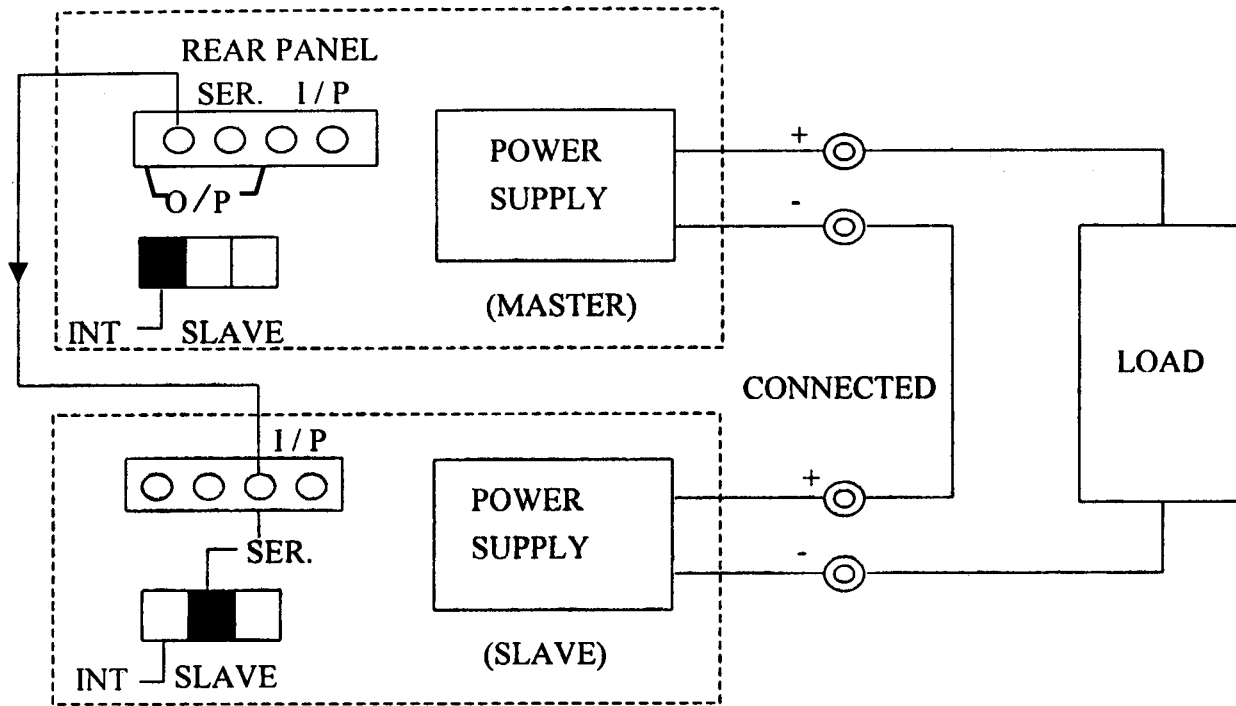 REAR PANEL
SER. I / P
O / P
INT SLAVE
POWER
SUPPLY
(MASTER)
+
-
CONNECTED
LOAD
I / P
SER.
INT SLAVE
POWER
SUPPLY
(SLAVE)
+
-